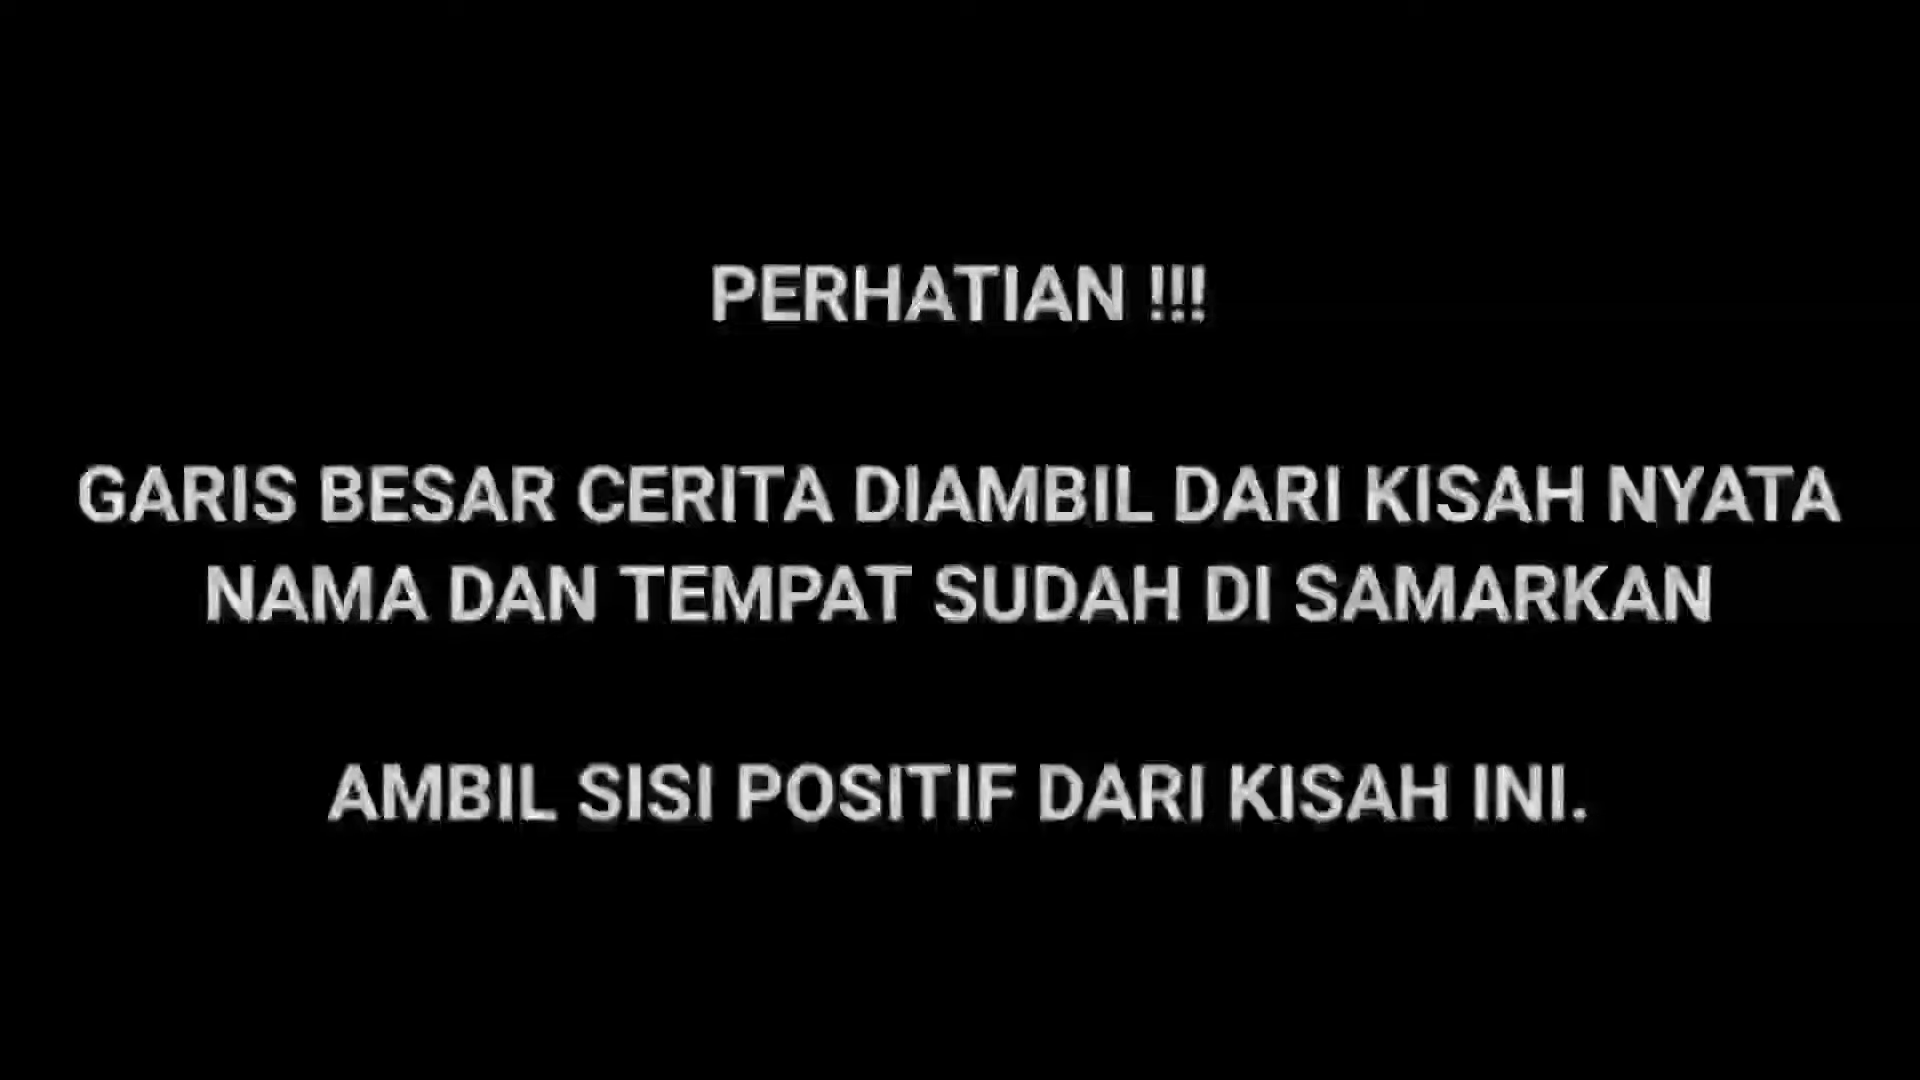 PERHATIAN !!!
GARIS BESAR CERITA DIAMBIL DARI KISAH NYATA
NAMA DAN TEMPAT SUDAH DI SAMARKAN
AMBIL SISI POSITIF DARI KISAH INI.